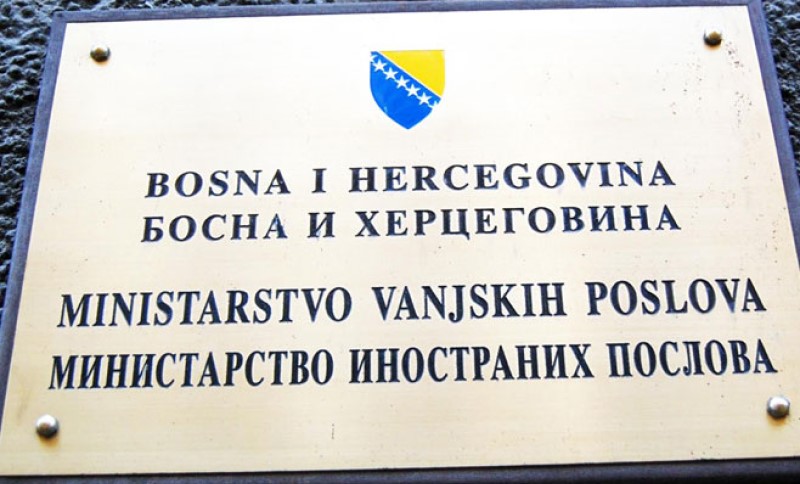 BOSNA I HERCEGOVINA
БОСНА И ХЕРЦЕГОВИНА
MINISTARSTVO VANJSKIH POSLOVA
МИНИСТАРСТВО ИНОСТРАНИХ ПОСЛОВА